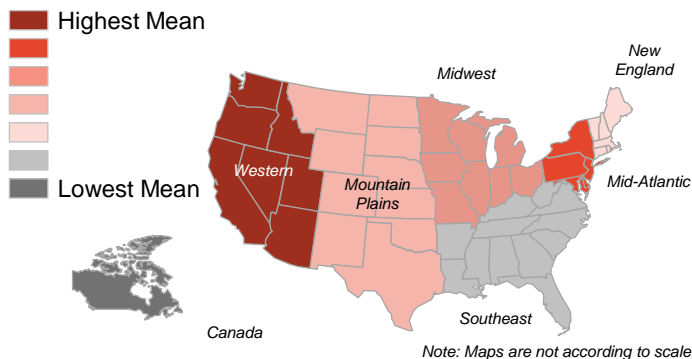 Highest Mean
Lowest Mean
New
England
Midwest
Western
Mountain
Plains
Mid-Atlantic
Southeast
Canada
Note: Maps are not according to scale